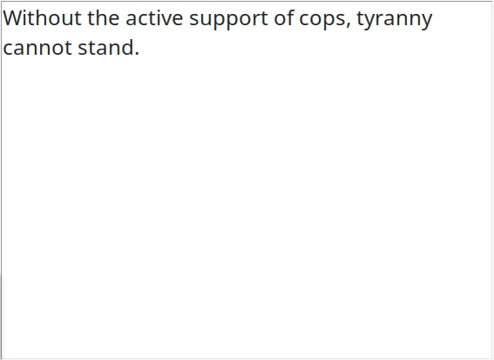 Without the active support of cops, tyranny
cannot stand.